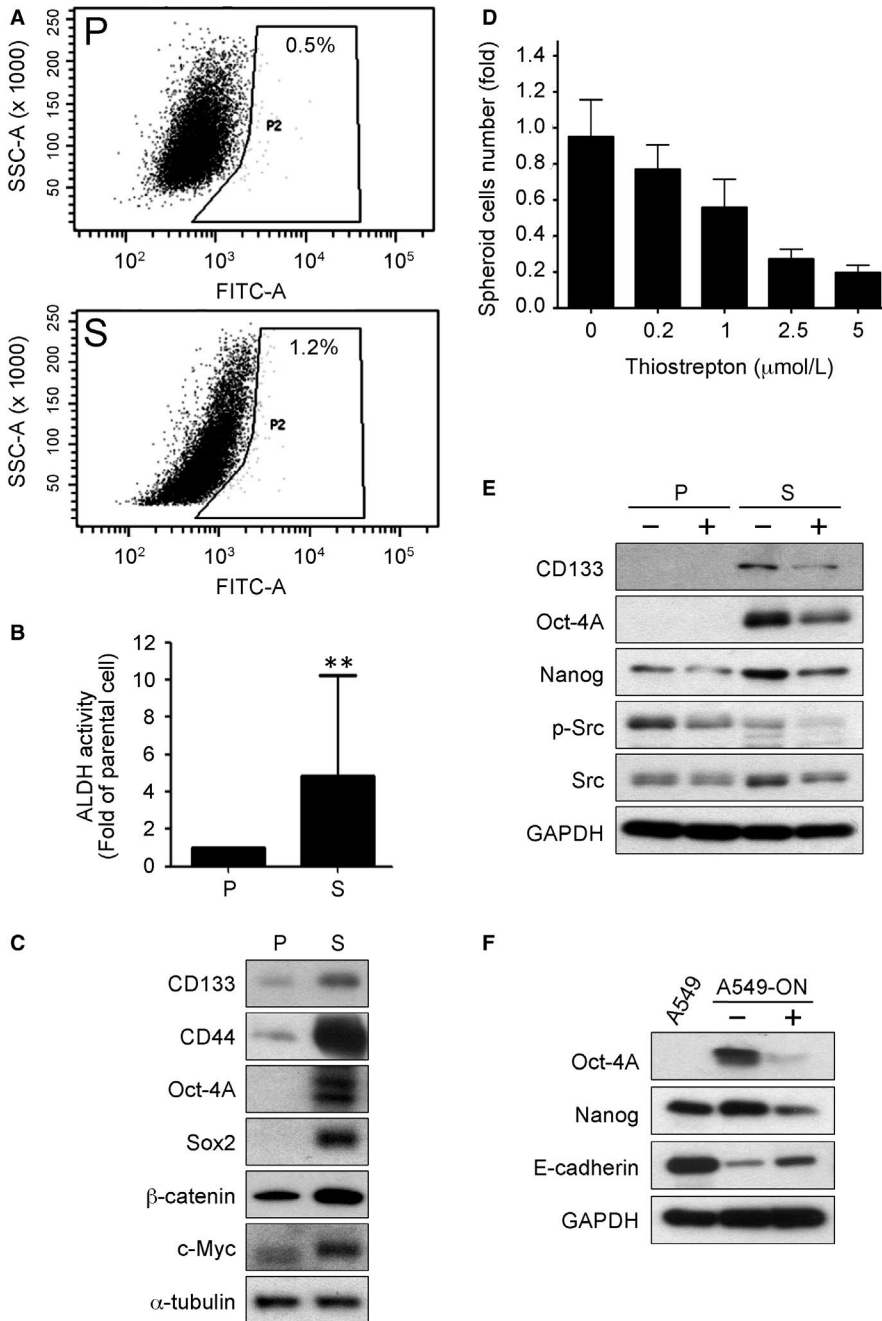 A
P
0.5%
P2
SSC-A (x 1000)
250
200
150
100
50
10² 10³ 10⁴ 10⁵
FITC-A
S
1.2%
P2
SSC-A (x 1000)
250
200
150
100
50
10² 10³ 10⁴ 10⁵
FITC-A
B
ALDH activity
(Fold of parental cell)
12
10
8
6
4
2
0
**
P S
C
P S
CD133
CD44
Oct-4A
Sox2
β-catenin
c-Myc
α-tubulin
D
Spheroid cells number (fold)
1.4
1.2
1.0
0.8
0.6
0.4
0.2
0.0
0 0.2 1 2.5 5
Thiostrepton (μmol/L)
E
P S
− + − +
CD133
Oct-4A
Nanog
p-Src
Src
GAPDH
F
A549 A549-ON
− +
Oct-4A
Nanog
E-cadherin
GAPDH